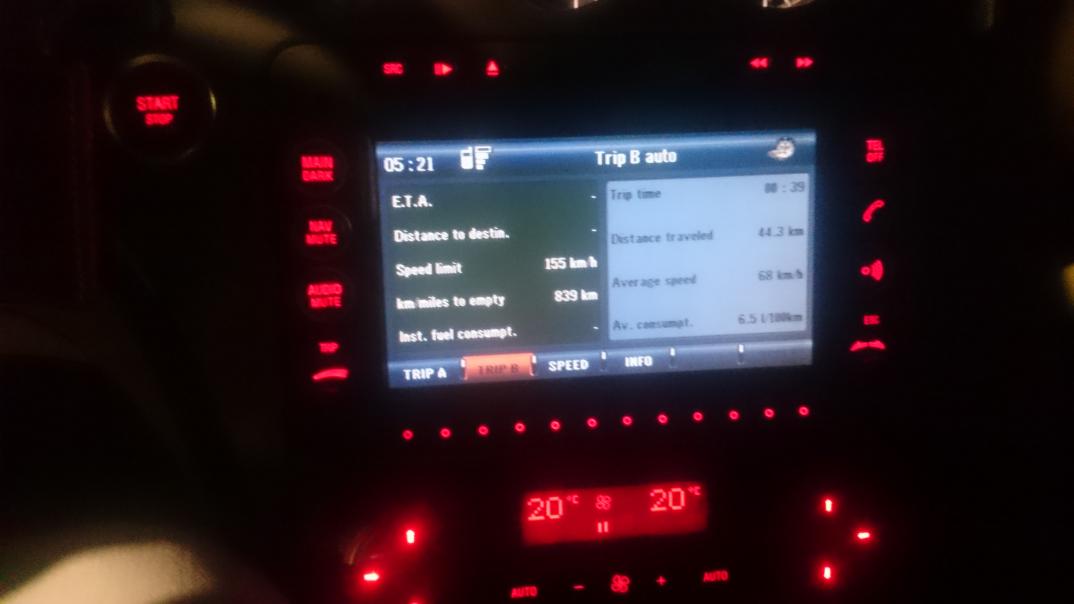 SRC
START
STOP
MAIN
DARK
NAV
MUTE
AUDIO
MUTE
TRIP
05:21
Trip B auto
E.T.A. -
Distance to destin. -
Speed limit 155 km/h
km/miles to empty 839 km
Inst. fuel consumpt. -
Trip time 00:39
Distance traveled 44.3 km
Average speed 68 km/h
Av. consumpt. 6.5 l/100km
TRIP A TRIP B SPEED INFO
TEL
OFF
ESC
20°C 20°C
AUTO - + AUTO